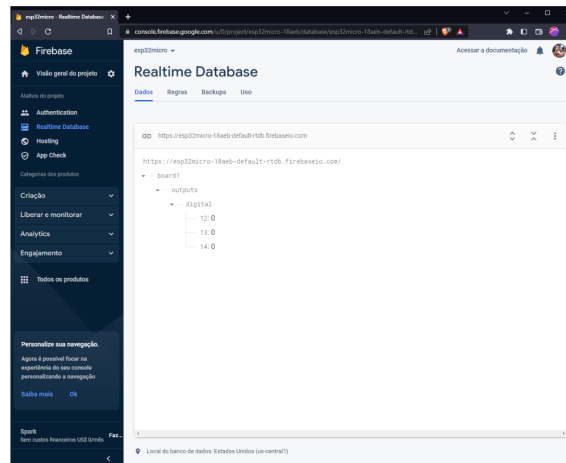 esp32micro - Realtime Database
console.firebase.google.com/u/0/project/esp32micro-18aeb/database/esp32micro-18aeb-default-rtd...
Firebase
Visão geral do projeto
Atalhos do projeto
Authentication
Realtime Database
Hosting
App Check
Categorias dos produtos
Criação
Liberar e monitorar
Analytics
Engajamento
Todos os produtos
Personalize sua navegação.
Agora é possível focar na
experiência do seu console
personalizando a navegação
Saiba mais Ok
Spark
Sem custos financeiros US$ 0/mês
Faz...
esp32micro
Acessar a documentação
Realtime Database
Dados Regras Backups Uso
https://esp32micro-18aeb-default-rtdb.firebaseio.com
https://esp32micro-18aeb-default-rtdb.firebaseio.com/
board1
outputs
digital
12: 0
13: 0
14: 0
Local do banco de dados: Estados Unidos (us-central1)